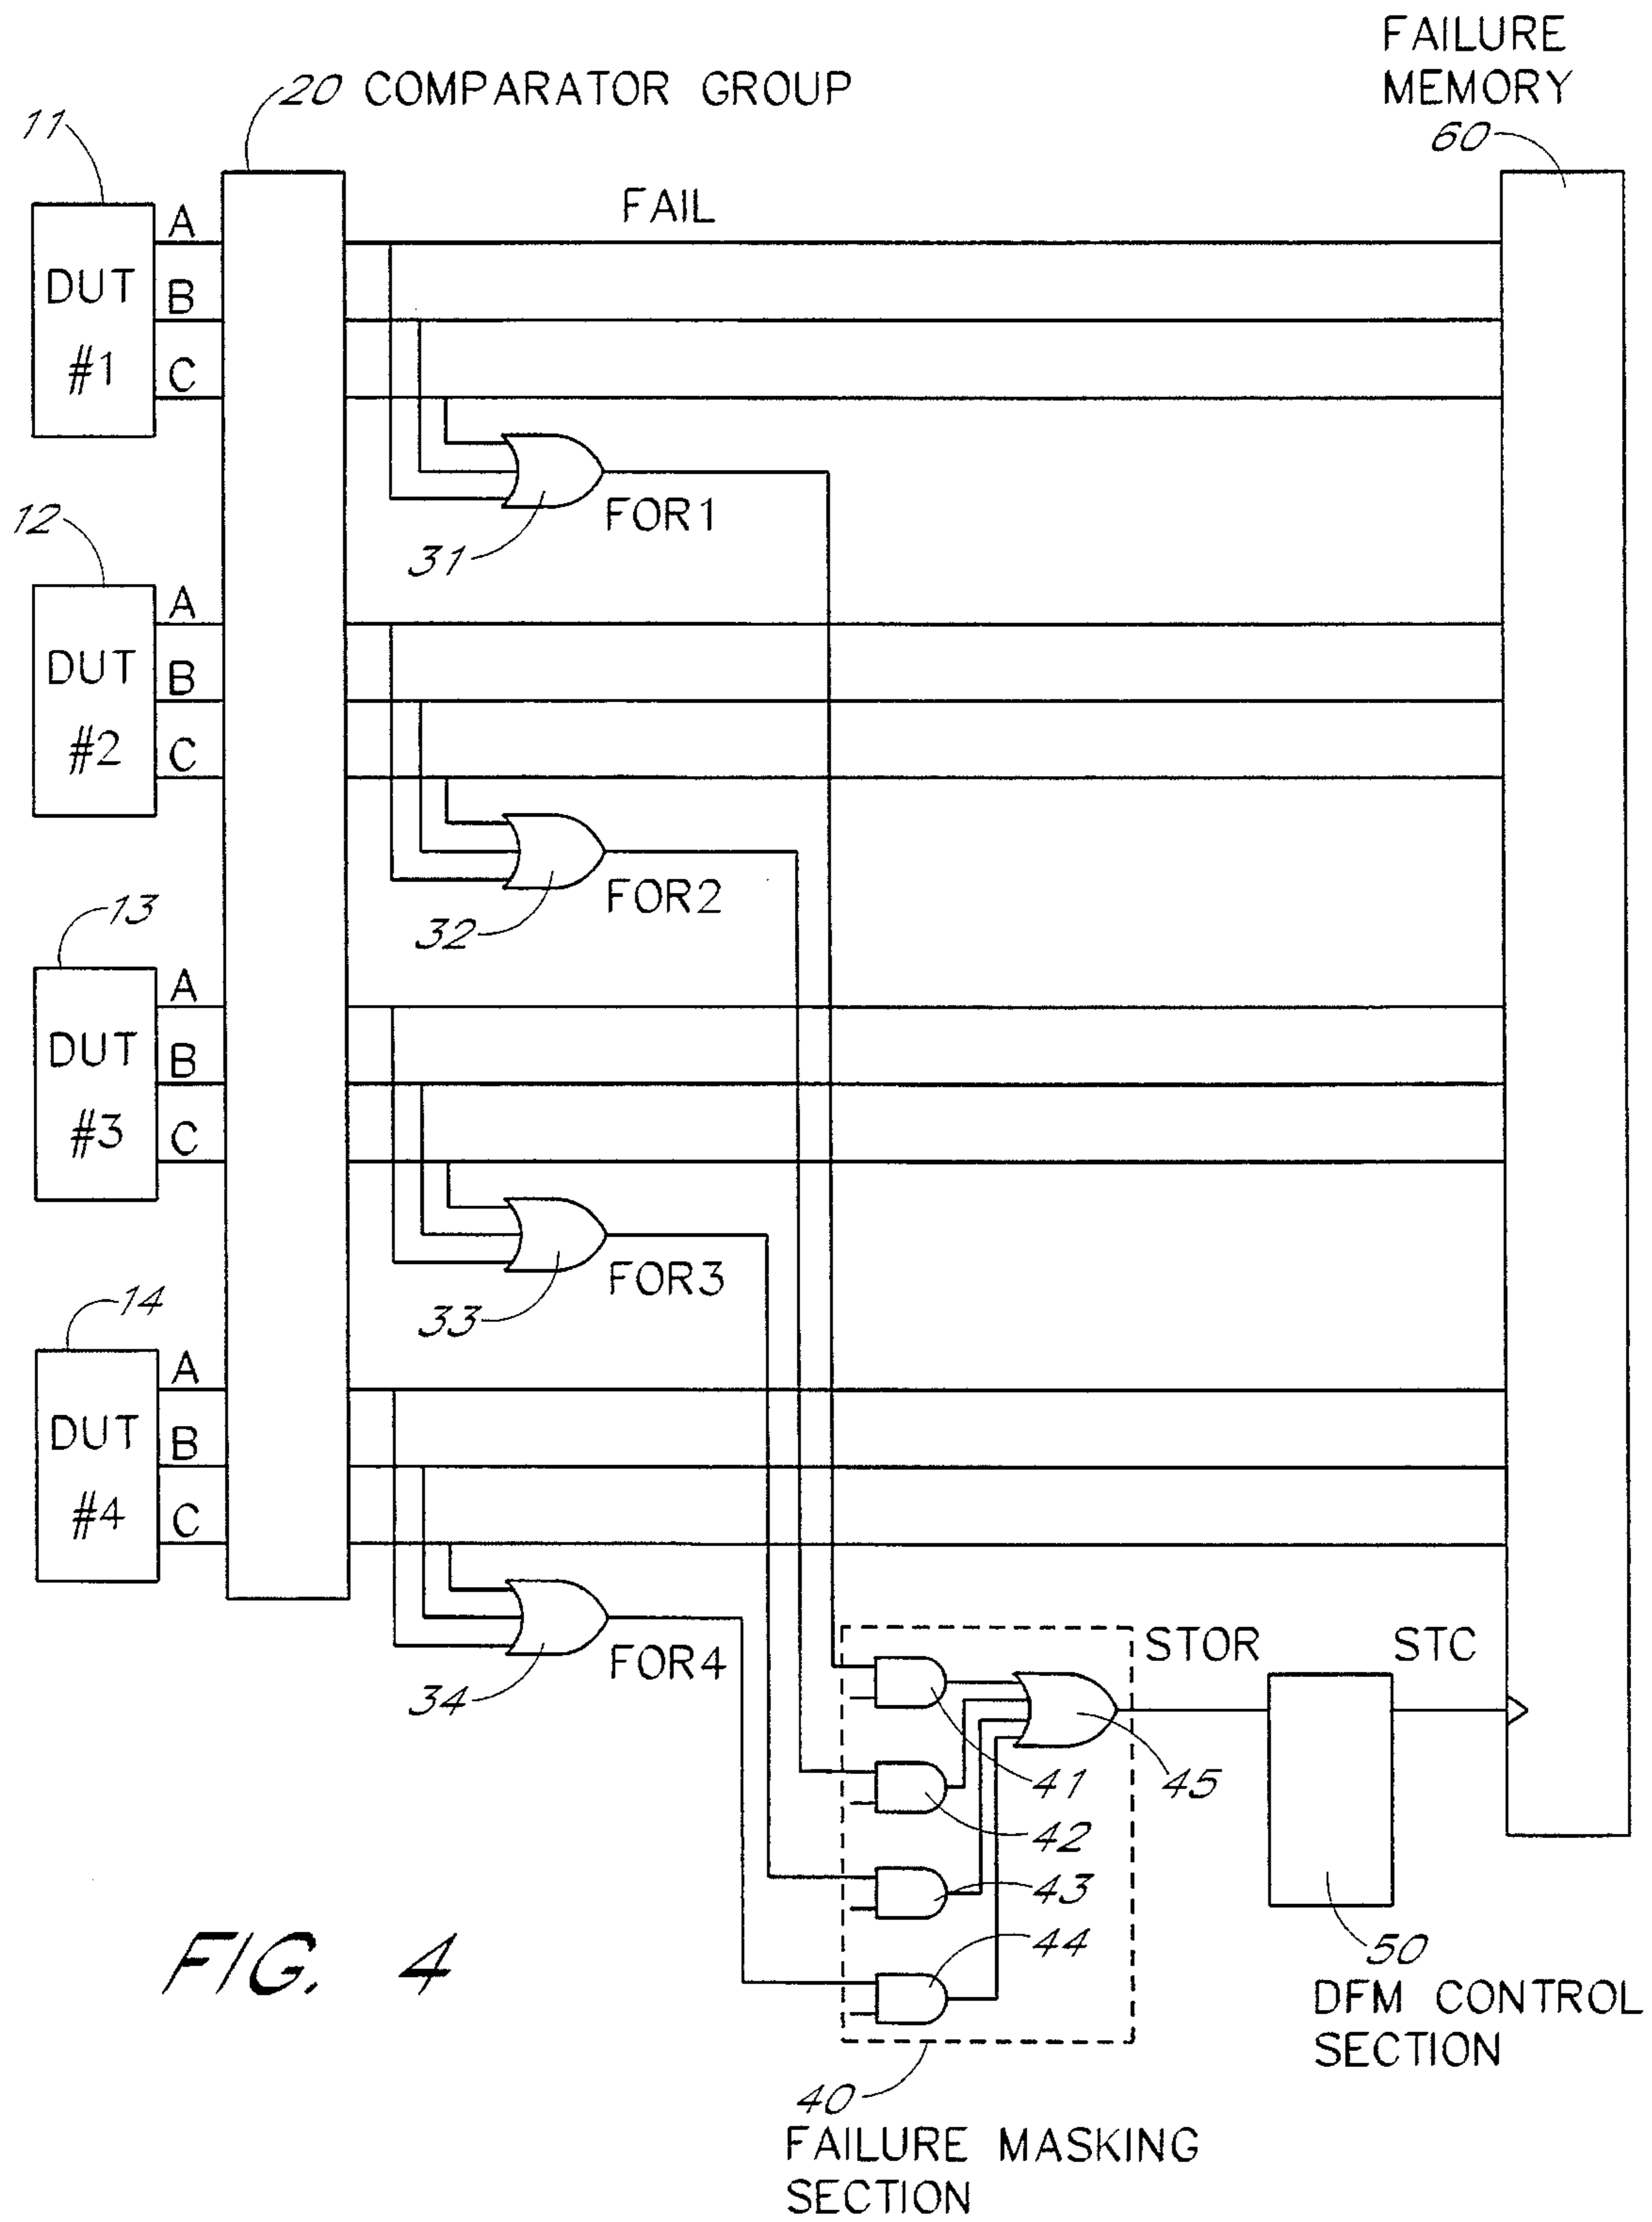 FAILURE
MEMORY
60
20 COMPARATOR GROUP
11
FAIL
A
DUT
#1
B
C
31
FOR1
12
A
DUT
#2
B
C
32
FOR2
13
A
DUT
#3
B
C
33
FOR3
14
A
DUT
#4
B
C
34
FOR4
STOR
STC
41
45
42
43
44
50
DFM CONTROL
SECTION
40
FAILURE MASKING
SECTION
FIG. 4